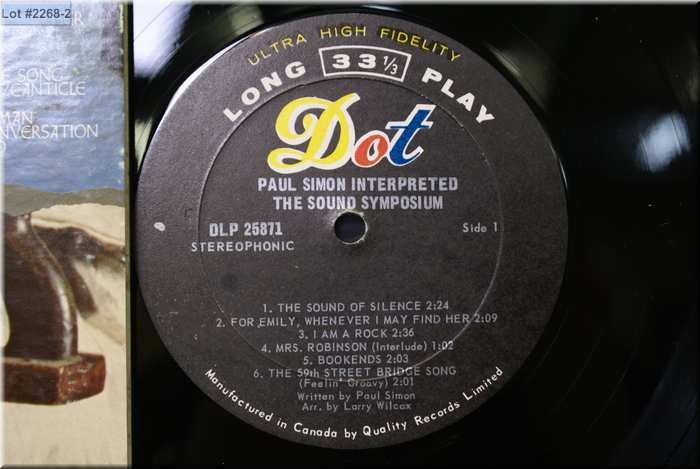 Lot #2268-2
SONG
CANTICLE
ULTRA HIGH FIDELITY
LONG 33 1/3 PLAY
Dot
PAUL SIMON INTERPRETED
THE SOUND SYMPOSIUM
DLP 25871
STEREOPHONIC
Side 1
1. THE SOUND OF SILENCE 2:24
2. FOR EMILY, WHENEVER I MAY FIND HER 2:09
3. I AM A ROCK 2:36
4. MRS. ROBINSON (Interlude) 1:02
5. BOOKENDS 2:03
6. THE 59th STREET BRIDGE SONG
(Feelin' Groovy) 2:01
Written by Paul Simon
Arr. by Larry Wilcox
Manufactured in Canada by Quality Records Limited